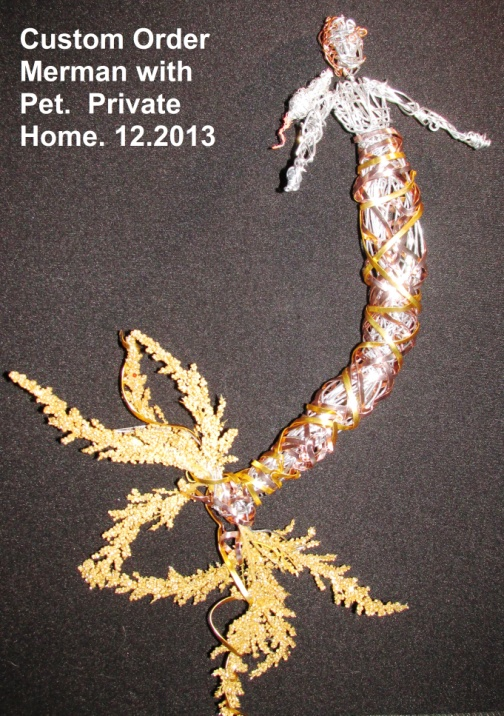 Custom Order
Merman with
Pet.  Private
Home. 12.2013